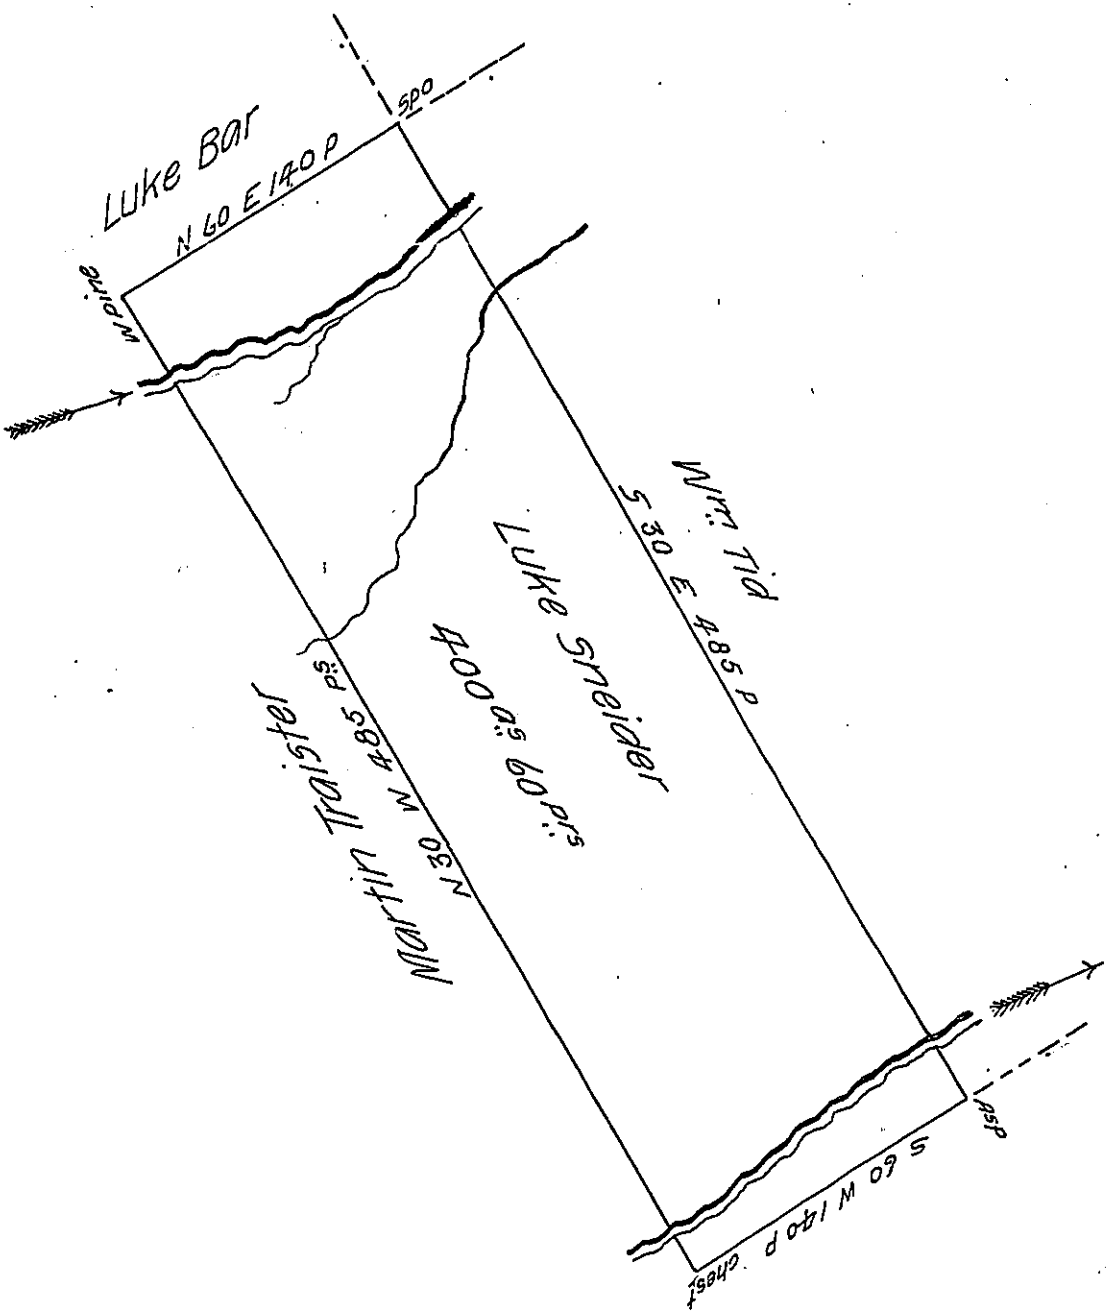 Luke Bar
N 60 E 140 P
Spo
W pine
Wm Tid
S 30 E 485 P
Luke Sneider
400 as 60 ps
Martin Traister
N 30 W 485 Ps
Asp
S 60 W 140 P
chest